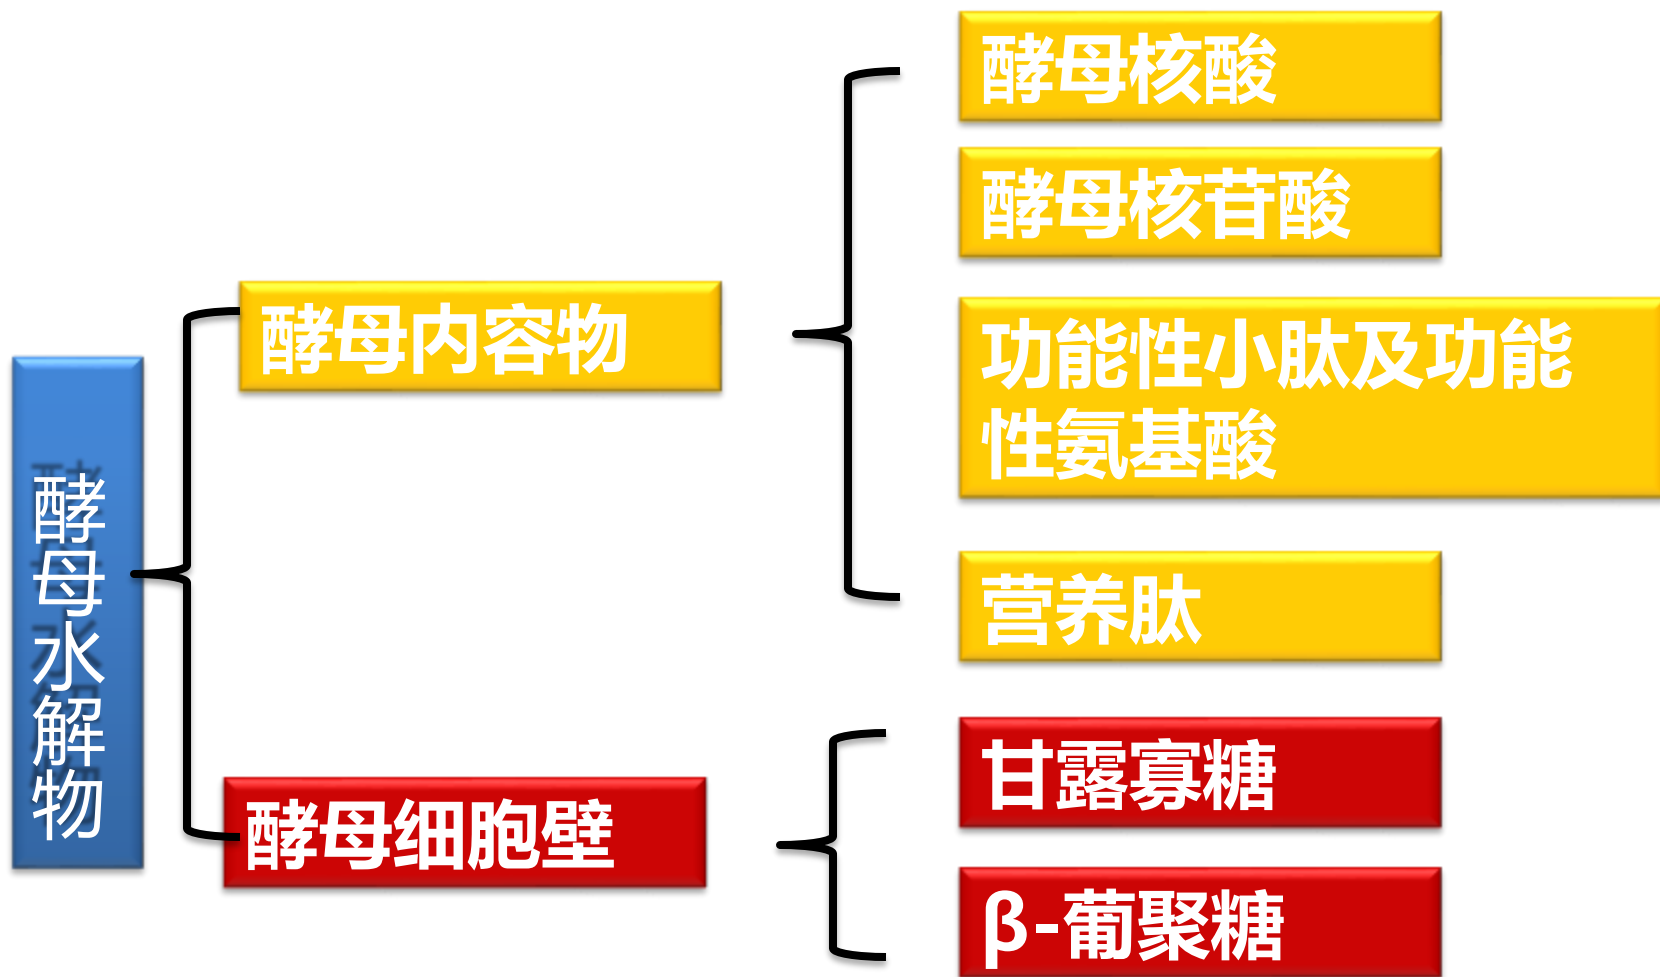 酵母水解物
酵母内容物
酵母核酸
酵母核苷酸
功能性小肽及功能
性氨基酸
营养肽
酵母细胞壁
甘露寡糖
β-葡聚糖